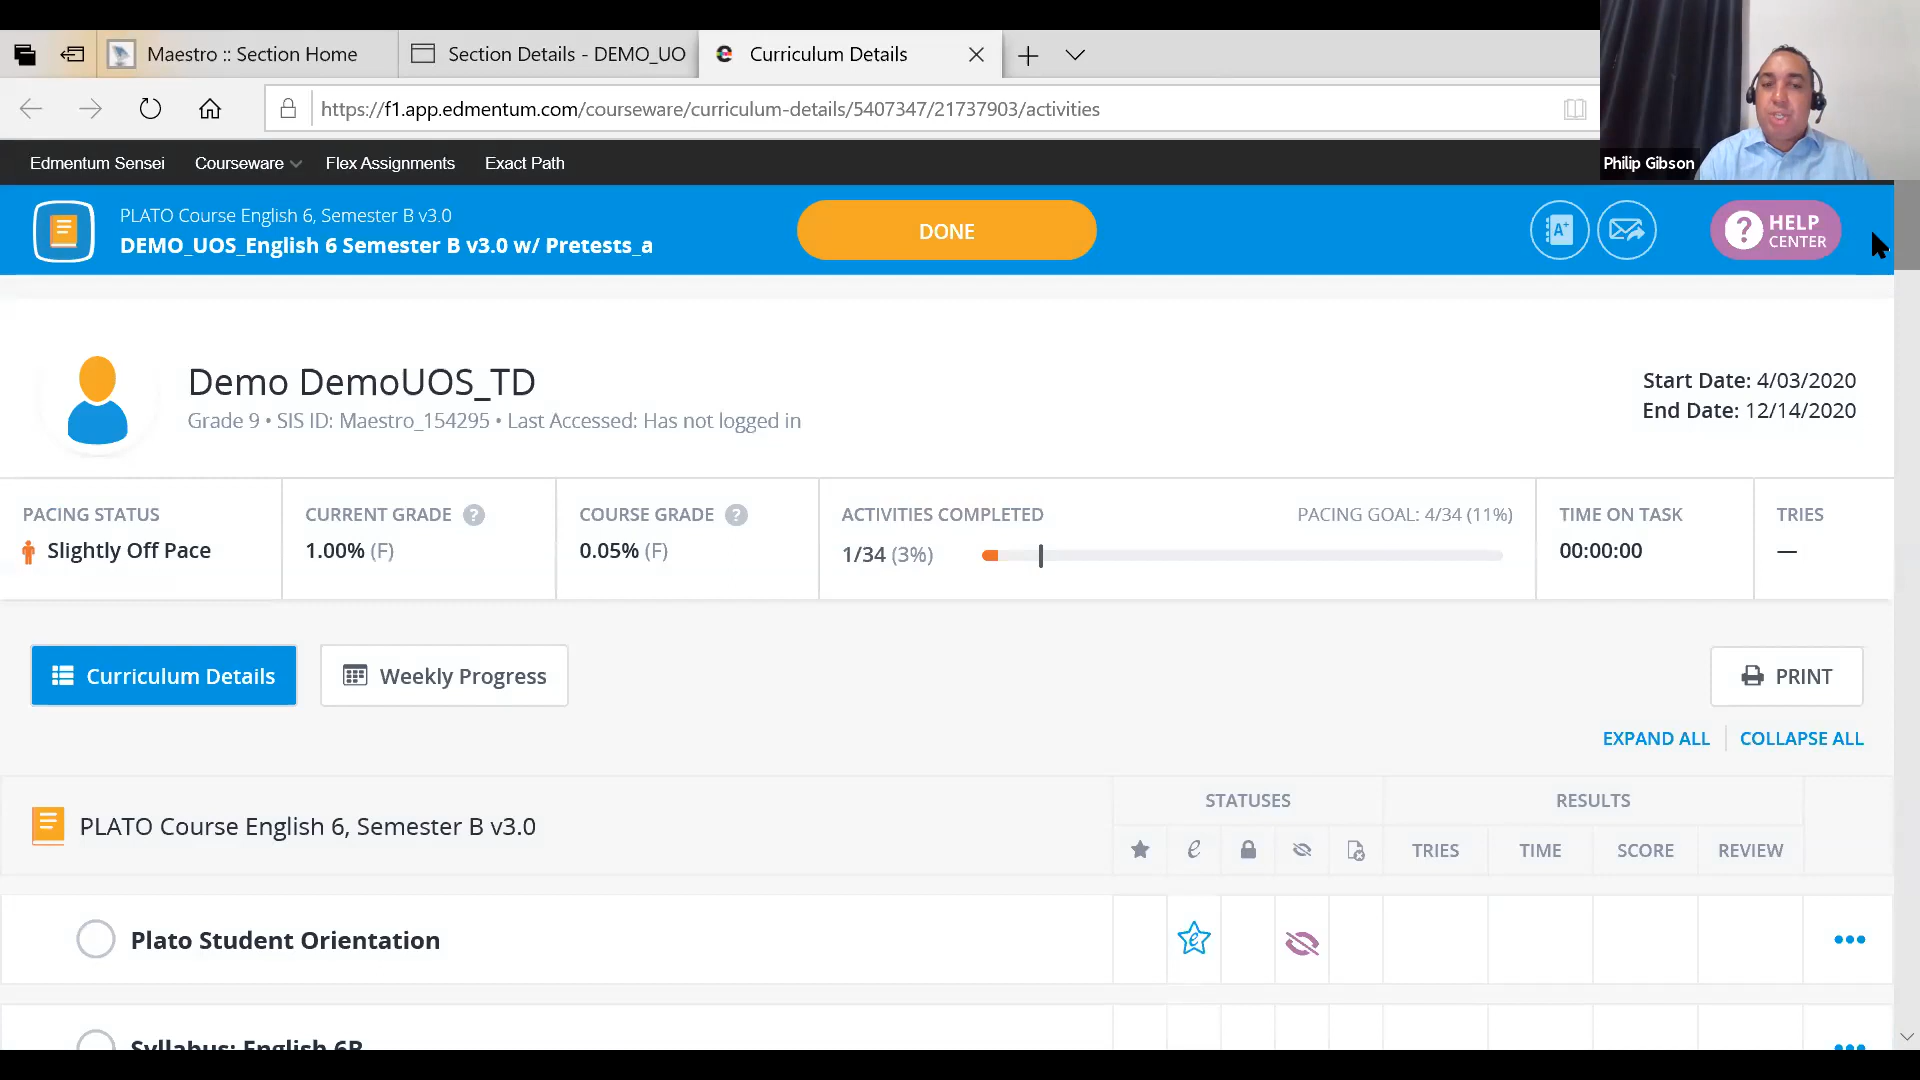 Maestro :: Section Home
Section Details - DEMO_UO
Curriculum Details
https://f1.app.edmentum.com/courseware/curriculum-details/5407347/21737903/activities
Philip Gibson
Edmentum Sensei
Courseware
Flex Assignments
Exact Path
PLATO Course English 6, Semester B v3.0
DEMO_UOS_English 6 Semester B v3.0 w/ Pretests_a
DONE
A+
? HELP CENTER
Demo DemoUOS_TD
Grade 9 • SIS ID: Maestro_154295 • Last Accessed: Has not logged in
Start Date: 4/03/2020
End Date: 12/14/2020
PACING STATUS
Slightly Off Pace
CURRENT GRADE ?
1.00% (F)
COURSE GRADE ?
0.05% (F)
ACTIVITIES COMPLETED
PACING GOAL: 4/34 (11%)
1/34 (3%)
TIME ON TASK
00:00:00
TRIES
—
Curriculum Details
Weekly Progress
PRINT
EXPAND ALL
COLLAPSE ALL
PLATO Course English 6, Semester B v3.0
STATUSES
RESULTS
e
TRIES
TIME
SCORE
REVIEW
Plato Student Orientation
e
Syllabus: English 6B